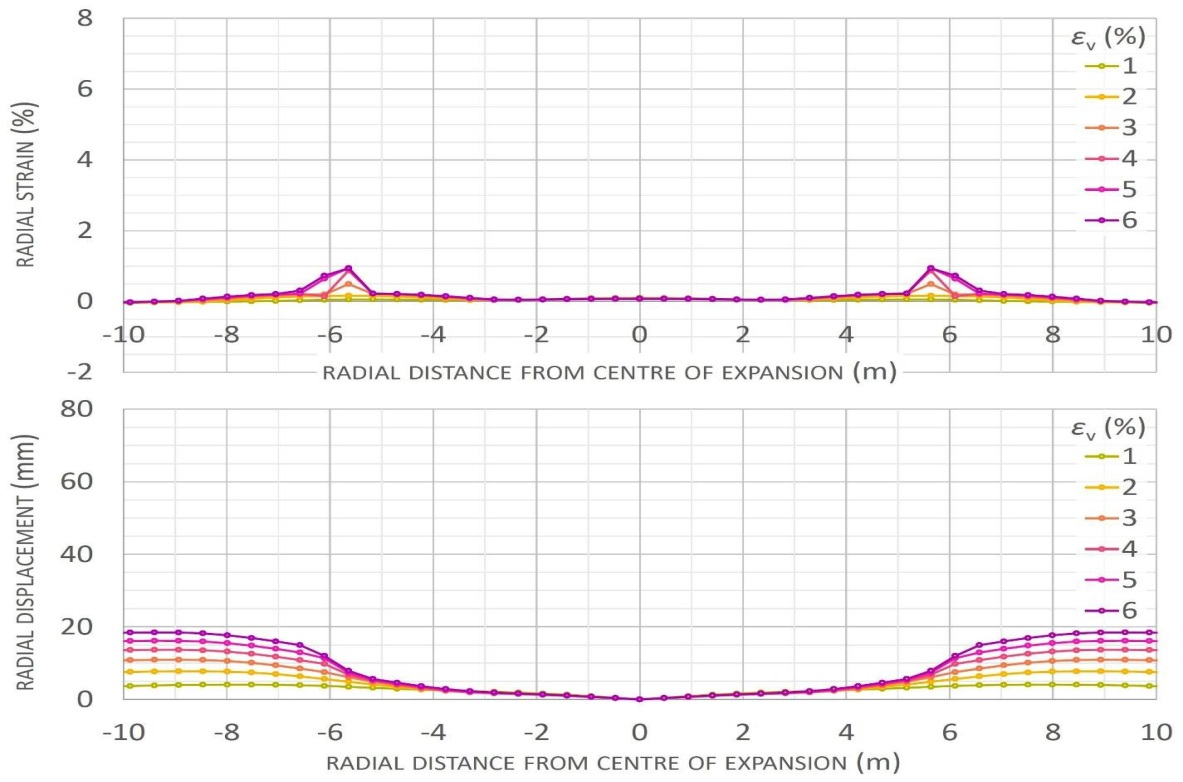 8
6
4
2
0
-2
RADIAL STRAIN (%)
εv (%)
1
2
3
4
5
6
-10 -8 -6 -4 -2 0 2 4 6 8 10
RADIAL DISTANCE FROM CENTRE OF EXPANSION (m)
80
60
40
20
0
RADIAL DISPLACEMENT (mm)
εv (%)
1
2
3
4
5
6
-10 -8 -6 -4 -2 0 2 4 6 8 10
RADIAL DISTANCE FROM CENTRE OF EXPANSION (m)